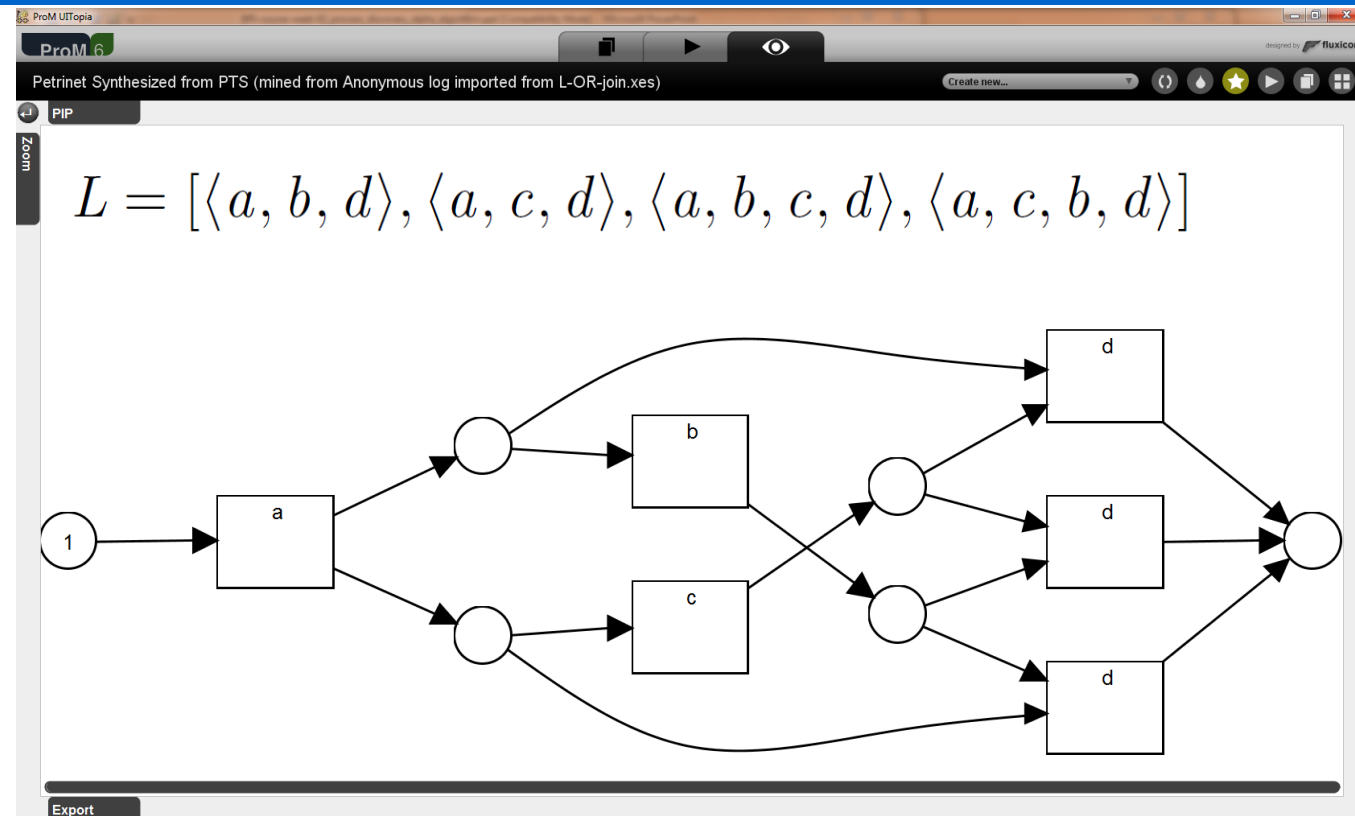 ProM UITopia
ProM 6
designed by fluxicon
Petrinet Synthesized from PTS (mined from Anonymous log imported from L-OR-join.xes)
Create new...
PIP
Zoom
L = [⟨a, b, d⟩, ⟨a, c, d⟩, ⟨a, b, c, d⟩, ⟨a, c, b, d⟩]
d
b
a
d
1
c
d
Export